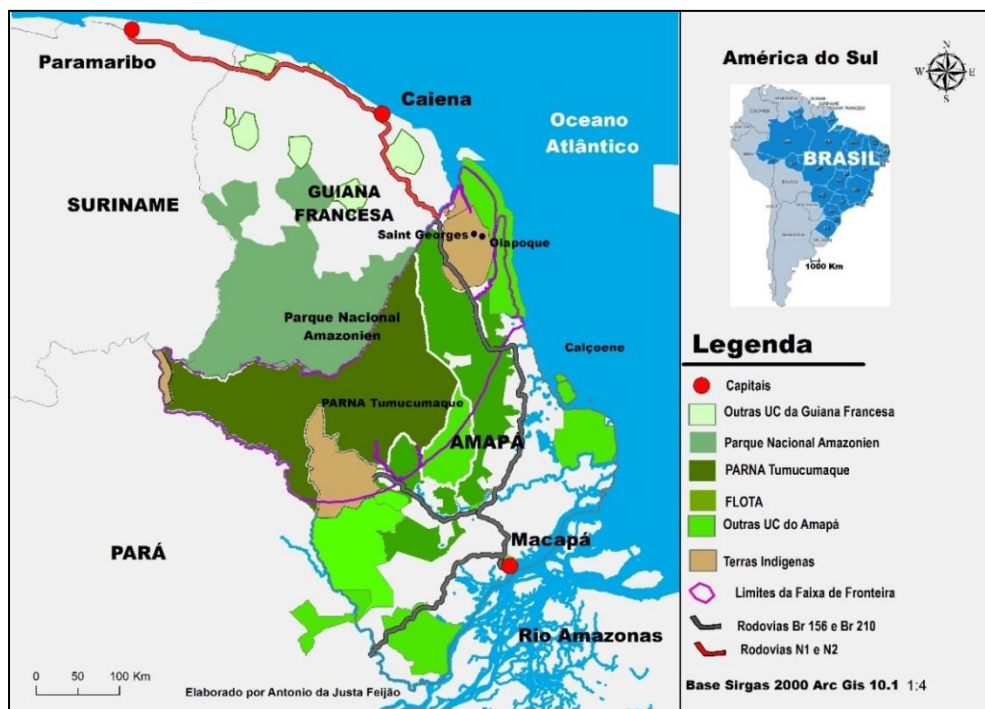 Paramaribo
Caiena
Oceano
Atlântico
SURINAME
GUIANA
FRANCESA
Saint Georges
Oiapoque
Parque Nacional
Amazonien
Calçoene
PARNA Tumucumaque
AMAPÁ
PARÁ
Macapá
Rio Amazonas
0 50 100 Km
Elaborado por Antonio da Justa Feijão
América do Sul
N
W E
S
BRASIL
1000 Km
Legenda
Capitais
Outras UC da Guiana Francesa
Parque Nacional Amazonien
PARNA Tumucumaque
FLOTA
Outras UC do Amapá
Terras Indígenas
Limites da Faixa de Fronteira
Rodovias Br 156 e Br 210
Rodovias N1 e N2
Base Sirgas 2000 Arc Gis 10.1 1:4